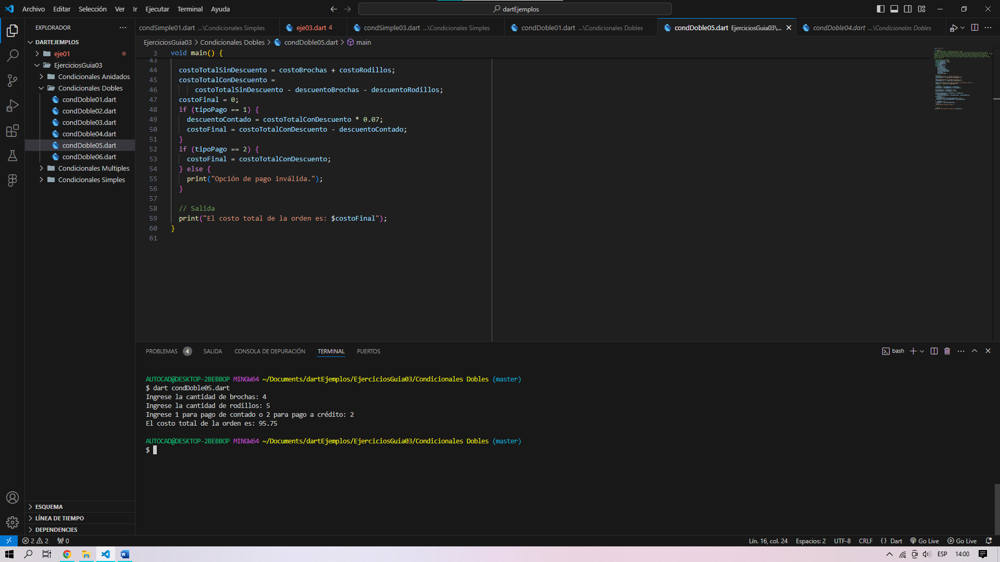 Archivo Editar Selección Ver Ir Ejecutar Terminal Ayuda
dartEjemplos
EXPLORADOR
DARTEJEMPLOS
eje01
EjerciciosGuia03
Condicionales Anidados
Condicionales Dobles
condDoble01.dart
condDoble02.dart
condDoble03.dart
condDoble04.dart
condDoble05.dart
condDoble06.dart
Condicionales Multiples
Condicionales Simples
ESQUEMA
LÍNEA DE TIEMPO
DEPENDENCIES
condSimple01.dart ...\Condicionales Simples eje03.dart 4 condSimple03.dart ...\Condicionales Simples condDoble01.dart ...\Condicionales Dobles condDoble05.dart EjerciciosGuia03\... condDoble04.dart ...\Condicionales Dobles
EjerciciosGuia03 > Condicionales Dobles > condDoble05.dart > main
3 void main() {
43
44 costoTotalSinDescuento = costoBrochas + costoRodillos;
45 costoTotalConDescuento =
46 costoTotalSinDescuento - descuentoBrochas - descuentoRodillos;
47 costoFinal = 0;
48 if (tipoPago == 1) {
49 descuentoContado = costoTotalConDescuento * 0.07;
50 costoFinal = costoTotalConDescuento - descuentoContado;
51 }
52 if (tipoPago == 2) {
53 costoFinal = costoTotalConDescuento;
54 } else {
55 print("Opción de pago inválida.");
56 }
57
58 // Salida
59 print("El costo total de la orden es: $costoFinal");
60 }
61
PROBLEMAS 4 SALIDA CONSOLA DE DEPURACIÓN TERMINAL PUERTOS
bash
AUTOCAD@DESKTOP-2BEBBOP MINGW64 ~/Documents/dartEjemplos/EjerciciosGuia03/Condicionales Dobles (master)
$ dart condDoble05.dart
Ingrese la cantidad de brochas: 4
Ingrese la cantidad de rodillos: 5
Ingrese 1 para pago de contado o 2 para pago a crédito: 2
El costo total de la orden es: 95.75
AUTOCAD@DESKTOP-2BEBBOP MINGW64 ~/Documents/dartEjemplos/EjerciciosGuia03/Condicionales Dobles (master)
$
2 2 0
Lín. 16, col. 24 Espacios: 2 UTF-8 CRLF {} Dart Go Live Go Live
ESP 14:00